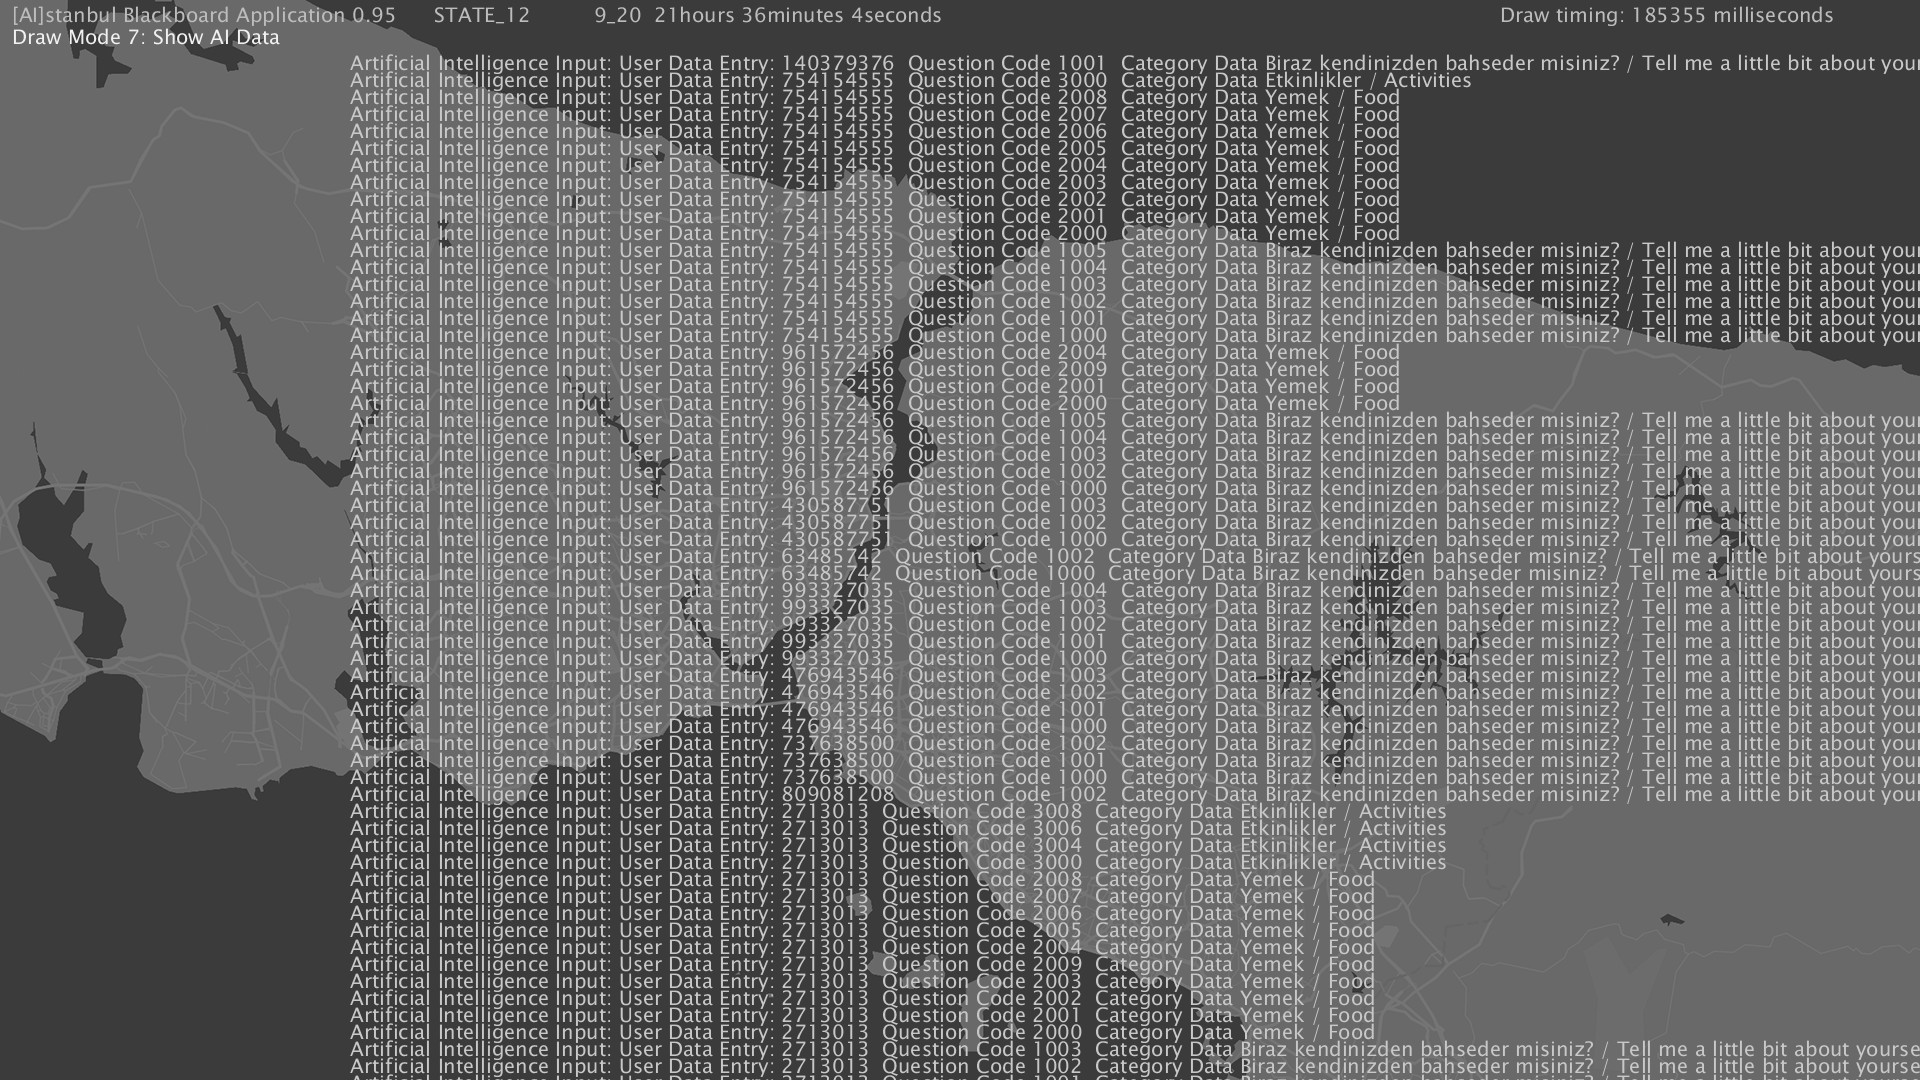 [AI]stanbul Blackboard Application 0.95 STATE_12 9_20 21hours 36minutes 4seconds Draw timing: 185355 milliseconds
Draw Mode 7: Show AI Data
Artificial Intelligence Input: User Data Entry: 140379376 Question Code 1001 Category Data Biraz kendinizden bahseder misiniz? / Tell me a little bit about your
Artificial Intelligence Input: User Data Entry: 754154555 Question Code 3000 Category Data Etkinlikler / Activities
Artificial Intelligence Input: User Data Entry: 754154555 Question Code 2008 Category Data Yemek / Food
Artificial Intelligence Input: User Data Entry: 754154555 Question Code 2007 Category Data Yemek / Food
Artificial Intelligence Input: User Data Entry: 754154555 Question Code 2006 Category Data Yemek / Food
Artificial Intelligence Input: User Data Entry: 754154555 Question Code 2005 Category Data Yemek / Food
Artificial Intelligence Input: User Data Entry: 754154555 Question Code 2004 Category Data Yemek / Food
Artificial Intelligence Input: User Data Entry: 754154555 Question Code 2003 Category Data Yemek / Food
Artificial Intelligence Input: User Data Entry: 754154555 Question Code 2002 Category Data Yemek / Food
Artificial Intelligence Input: User Data Entry: 754154555 Question Code 2001 Category Data Yemek / Food
Artificial Intelligence Input: User Data Entry: 754154555 Question Code 2000 Category Data Yemek / Food
Artificial Intelligence Input: User Data Entry: 754154555 Question Code 1005 Category Data Biraz kendinizden bahseder misiniz? / Tell me a little bit about your
Artificial Intelligence Input: User Data Entry: 754154555 Question Code 1004 Category Data Biraz kendinizden bahseder misiniz? / Tell me a little bit about your
Artificial Intelligence Input: User Data Entry: 754154555 Question Code 1003 Category Data Biraz kendinizden bahseder misiniz? / Tell me a little bit about your
Artificial Intelligence Input: User Data Entry: 754154555 Question Code 1002 Category Data Biraz kendinizden bahseder misiniz? / Tell me a little bit about your
Artificial Intelligence Input: User Data Entry: 754154555 Question Code 1001 Category Data Biraz kendinizden bahseder misiniz? / Tell me a little bit about your
Artificial Intelligence Input: User Data Entry: 754154555 Question Code 1000 Category Data Biraz kendinizden bahseder misiniz? / Tell me a little bit about your
Artificial Intelligence Input: User Data Entry: 961572456 Question Code 2004 Category Data Yemek / Food
Artificial Intelligence Input: User Data Entry: 961572456 Question Code 2009 Category Data Yemek / Food
Artificial Intelligence Input: User Data Entry: 961572456 Question Code 2001 Category Data Yemek / Food
Artificial Intelligence Input: User Data Entry: 961572456 Question Code 2000 Category Data Yemek / Food
Artificial Intelligence Input: User Data Entry: 961572456 Question Code 1005 Category Data Biraz kendinizden bahseder misiniz? / Tell me a little bit about your
Artificial Intelligence Input: User Data Entry: 961572456 Question Code 1004 Category Data Biraz kendinizden bahseder misiniz? / Tell me a little bit about your
Artificial Intelligence Input: User Data Entry: 961572456 Question Code 1003 Category Data Biraz kendinizden bahseder misiniz? / Tell me a little bit about your
Artificial Intelligence Input: User Data Entry: 961572456 Question Code 1002 Category Data Biraz kendinizden bahseder misiniz? / Tell me a little bit about your
Artificial Intelligence Input: User Data Entry: 961572456 Question Code 1000 Category Data Biraz kendinizden bahseder misiniz? / Tell me a little bit about your
Artificial Intelligence Input: User Data Entry: 430587751 Question Code 1003 Category Data Biraz kendinizden bahseder misiniz? / Tell me a little bit about your
Artificial Intelligence Input: User Data Entry: 430587751 Question Code 1002 Category Data Biraz kendinizden bahseder misiniz? / Tell me a little bit about your
Artificial Intelligence Input: User Data Entry: 430587751 Question Code 1000 Category Data Biraz kendinizden bahseder misiniz? / Tell me a little bit about your
Artificial Intelligence Input: User Data Entry: 63485742 Question Code 1002 Category Data Biraz kendinizden bahseder misiniz? / Tell me a little bit about yours
Artificial Intelligence Input: User Data Entry: 63485742 Question Code 1000 Category Data Biraz kendinizden bahseder misiniz? / Tell me a little bit about yours
Artificial Intelligence Input: User Data Entry: 993327035 Question Code 1004 Category Data Biraz kendinizden bahseder misiniz? / Tell me a little bit about your
Artificial Intelligence Input: User Data Entry: 993327035 Question Code 1003 Category Data Biraz kendinizden bahseder misiniz? / Tell me a little bit about your
Artificial Intelligence Input: User Data Entry: 993327035 Question Code 1002 Category Data Biraz kendinizden bahseder misiniz? / Tell me a little bit about your
Artificial Intelligence Input: User Data Entry: 993327035 Question Code 1001 Category Data Biraz kendinizden bahseder misiniz? / Tell me a little bit about your
Artificial Intelligence Input: User Data Entry: 993327035 Question Code 1000 Category Data Biraz kendinizden bahseder misiniz? / Tell me a little bit about your
Artificial Intelligence Input: User Data Entry: 476943546 Question Code 1003 Category Data Biraz kendinizden bahseder misiniz? / Tell me a little bit about your
Artificial Intelligence Input: User Data Entry: 476943546 Question Code 1002 Category Data Biraz kendinizden bahseder misiniz? / Tell me a little bit about your
Artificial Intelligence Input: User Data Entry: 476943546 Question Code 1001 Category Data Biraz kendinizden bahseder misiniz? / Tell me a little bit about your
Artificial Intelligence Input: User Data Entry: 476943546 Question Code 1000 Category Data Biraz kendinizden bahseder misiniz? / Tell me a little bit about your
Artificial Intelligence Input: User Data Entry: 737638500 Question Code 1002 Category Data Biraz kendinizden bahseder misiniz? / Tell me a little bit about your
Artificial Intelligence Input: User Data Entry: 737638500 Question Code 1001 Category Data Biraz kendinizden bahseder misiniz? / Tell me a little bit about your
Artificial Intelligence Input: User Data Entry: 737638500 Question Code 1000 Category Data Biraz kendinizden bahseder misiniz? / Tell me a little bit about your
Artificial Intelligence Input: User Data Entry: 809081208 Question Code 1002 Category Data Biraz kendinizden bahseder misiniz? / Tell me a little bit about your
Artificial Intelligence Input: User Data Entry: 2713013 Question Code 3008 Category Data Etkinlikler / Activities
Artificial Intelligence Input: User Data Entry: 2713013 Question Code 3006 Category Data Etkinlikler / Activities
Artificial Intelligence Input: User Data Entry: 2713013 Question Code 3004 Category Data Etkinlikler / Activities
Artificial Intelligence Input: User Data Entry: 2713013 Question Code 3000 Category Data Etkinlikler / Activities
Artificial Intelligence Input: User Data Entry: 2713013 Question Code 2008 Category Data Yemek / Food
Artificial Intelligence Input: User Data Entry: 2713013 Question Code 2007 Category Data Yemek / Food
Artificial Intelligence Input: User Data Entry: 2713013 Question Code 2006 Category Data Yemek / Food
Artificial Intelligence Input: User Data Entry: 2713013 Question Code 2005 Category Data Yemek / Food
Artificial Intelligence Input: User Data Entry: 2713013 Question Code 2004 Category Data Yemek / Food
Artificial Intelligence Input: User Data Entry: 2713013 Question Code 2009 Category Data Yemek / Food
Artificial Intelligence Input: User Data Entry: 2713013 Question Code 2003 Category Data Yemek / Food
Artificial Intelligence Input: User Data Entry: 2713013 Question Code 2002 Category Data Yemek / Food
Artificial Intelligence Input: User Data Entry: 2713013 Question Code 2001 Category Data Yemek / Food
Artificial Intelligence Input: User Data Entry: 2713013 Question Code 2000 Category Data Yemek / Food
Artificial Intelligence Input: User Data Entry: 2713013 Question Code 1003 Category Data Biraz kendinizden bahseder misiniz? / Tell me a little bit about yourse
Artificial Intelligence Input: User Data Entry: 2713013 Question Code 1002 Category Data Biraz kendinizden bahseder misiniz? / Tell me a little bit about yourse